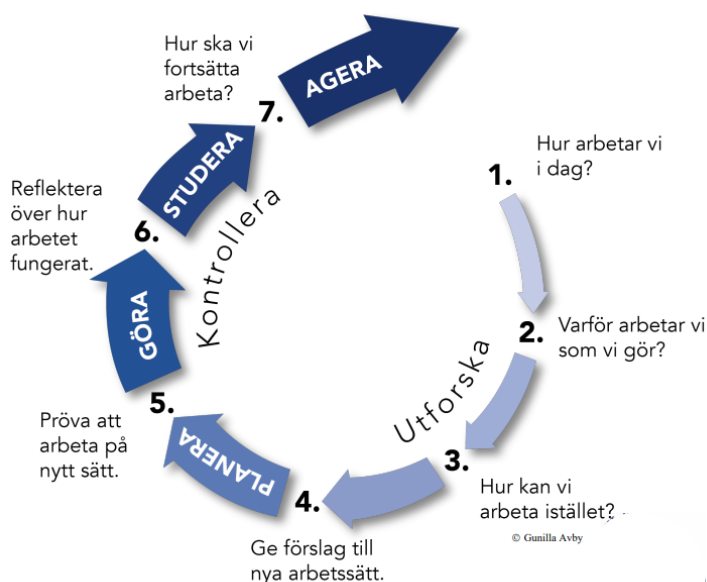 1.
Hur arbetar vi
i dag?
2.
Varför arbetar vi
som vi gör?
Utforska
3.
Hur kan vi
arbeta istället?
© Gunilla Avby
4.
Ge förslag till
nya arbetssätt.
PLANERA
5.
Pröva att
arbeta på
nytt sätt.
GÖRA
Kontrollera
6.
Reflektera
över hur
arbetet
fungerat.
STUDERA
7.
Hur ska vi
fortsätta
arbeta?
AGERA